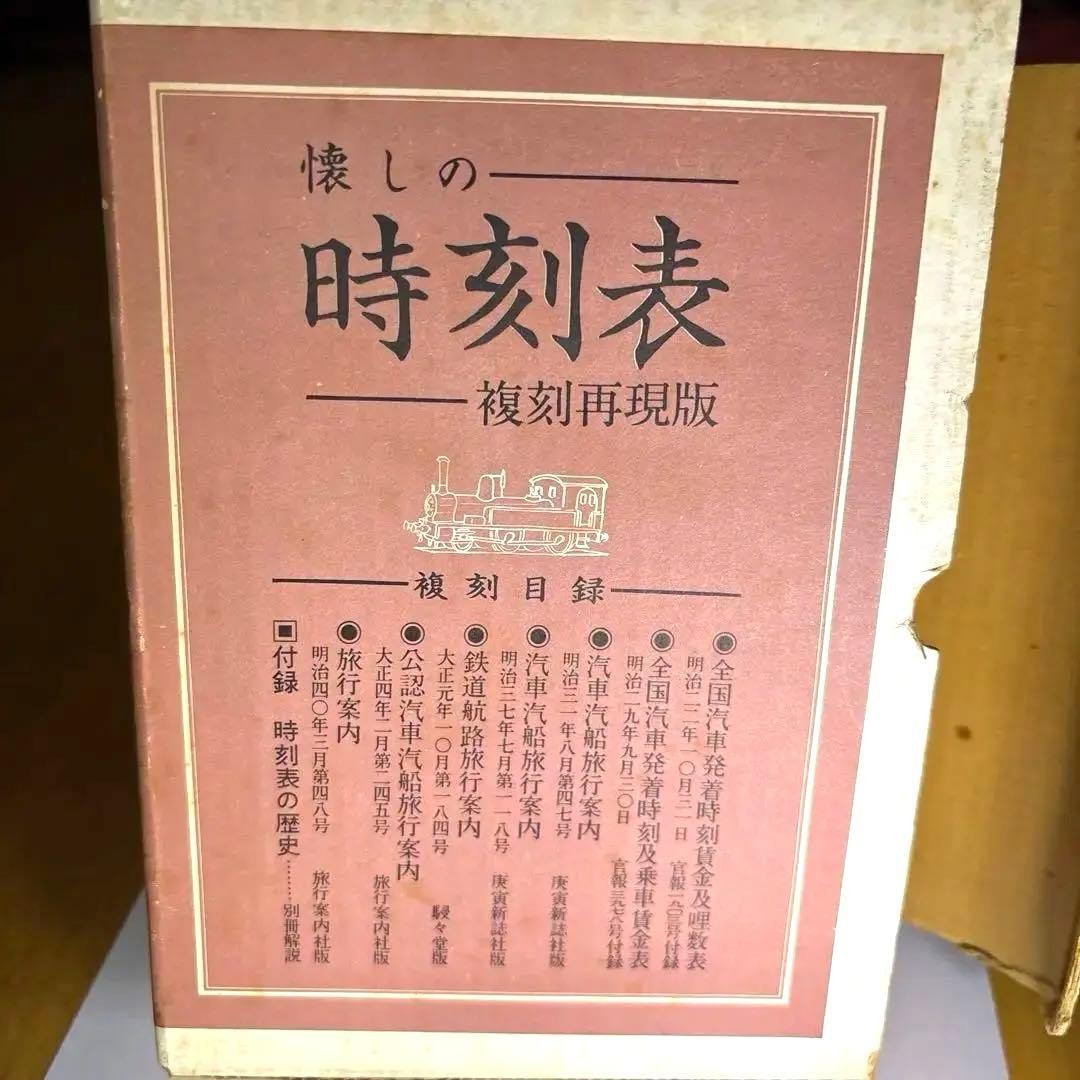 懐しの
時刻表
複刻再現版
複刻目録
●全国汽車発着時刻賃金及哩数表
明治二二年一〇月三一日 官報一九〇三号付録
●全国汽車発着時刻及乗車賃金表
明治二九年九月三〇日 官報三九七八号付録
●汽車汽船旅行案内
明治三一年八月第四七号 庚寅新誌社版
●汽車汽船旅行案内
明治三七年七月第一一八号 庚寅新誌社版
●鉄道航路旅行案内
大正元年一〇月第一八四号 駸々堂版
●公認汽車汽船旅行案内
大正四年二月第二四五号 旅行案内社版
●旅行案内
明治四〇年三月第四八号 旅行案内社版
■付録 時刻表の歴史………別冊解説